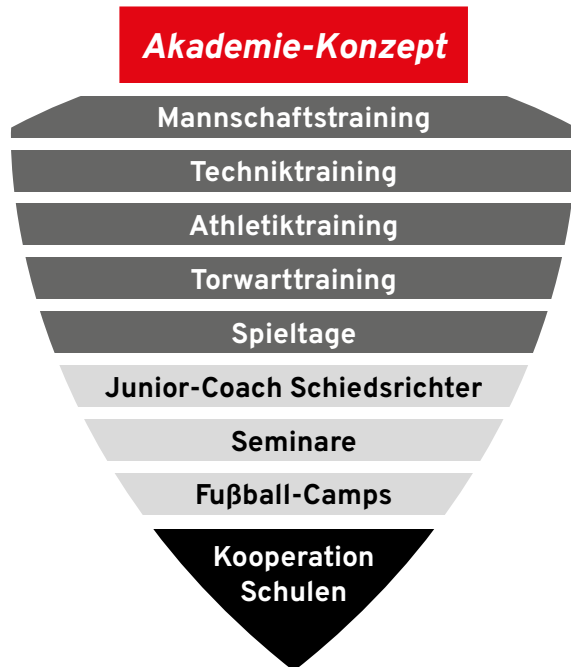 Akademie-Konzept
Mannschaftstraining
Techniktraining
Athletiktraining
Torwarttraining
Spieltage
Junior-Coach Schiedsrichter
Seminare
Fußball-Camps
Kooperation
Schulen